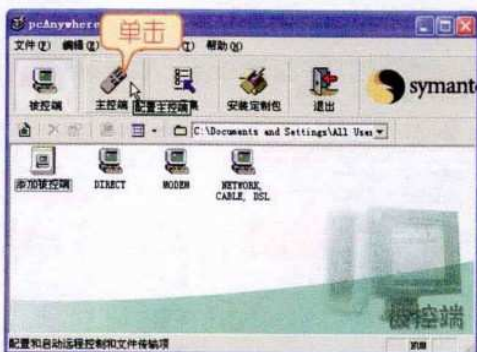 pcAnywhere
单击
文件(F) 编辑(E) (T) 帮助(H)
被控端 主控端 集 安装定制包 退出 symante
配置主控端
C:\Documents and Settings\All User
添加被控端 DIRECT MODEM NETWORK, CABLE, DSL
被控端
配置和启动远程控制和文件传输项